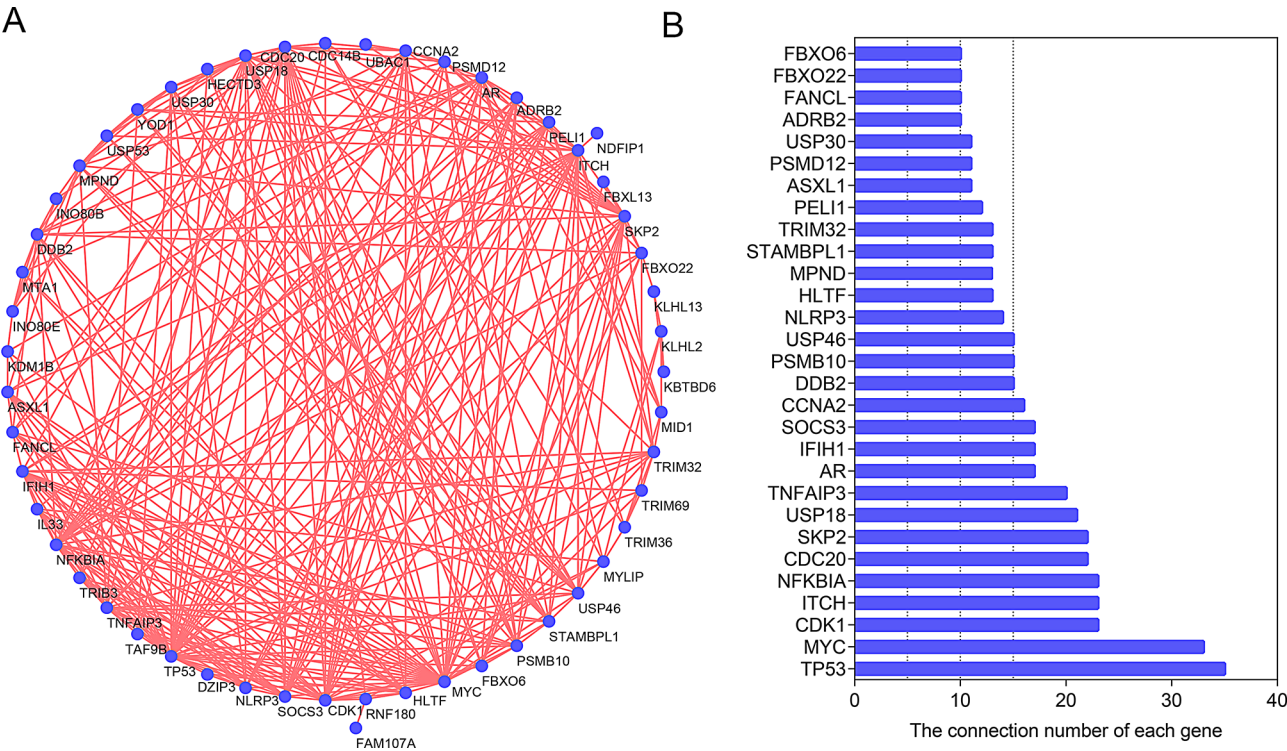 A
CDC20
CDC14B
UBAC1
CCNA2
PSMD12
USP18
AR
HECTD3
ADRB2
USP30
PELI1
YOD1
NDFIP1
USP53
ITCH
MPND
FBXL13
INO80B
SKP2
DDB2
FBXO22
MTA1
KLHL13
INO80E
KLHL2
KDM1B
KBTBD6
ASXL1
MID1
FANCL
TRIM32
IFIH1
TRIM69
IL33
TRIM36
NFKBIA
MYLIP
TRIB3
USP46
TNFAIP3
STAMBPL1
TAF9B
PSMB10
TP53
FBXO6
DZIP3
MYC
NLRP3
HLTF
SOCS3
CDK1
RNF180
FAM107A
B
FBXO6
FBXO22
FANCL
ADRB2
USP30
PSMD12
ASXL1
PELI1
TRIM32
STAMBPL1
MPND
HLTF
NLRP3
USP46
PSMB10
DDB2
CCNA2
SOCS3
IFIH1
AR
TNFAIP3
USP18
SKP2
CDC20
NFKBIA
ITCH
CDK1
MYC
TP53
0 10 20 30 40
The connection number of each gene